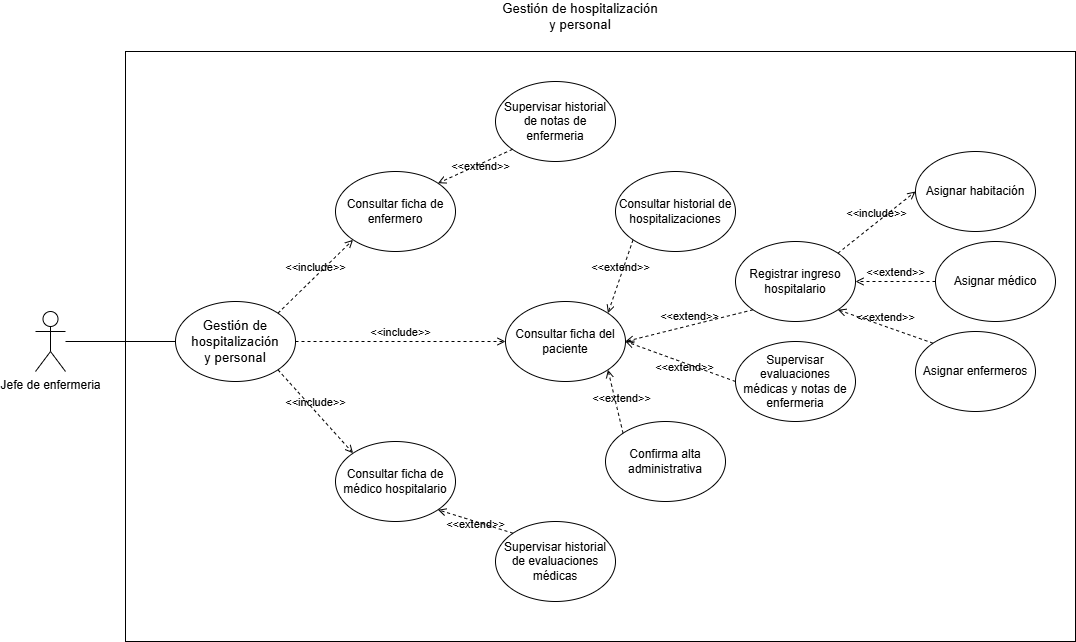 Gestión de hospitalización
y personal
Supervisar historial
de notas de
enfermeria
<<extend>>
Consultar ficha de
enfermero
Consultar historial de
hospitalizaciones
Asignar habitación
<<include>>
<<include>>
<<extend>>
Registrar ingreso
hospitalario
<<extend>>
Asignar médico
Gestión de
hospitalización
y personal
<<include>>
Consultar ficha del
paciente
<<extend>>
<<extend>>
Jefe de enfermeria
<<extend>>
Supervisar
evaluaciones
médicas y notas de
enfermeria
Asignar enfermeros
<<include>>
<<extend>>
Confirma alta
administrativa
Consultar ficha de
médico hospitalario
<<extend>>
Supervisar historial
de evaluaciones
médicas